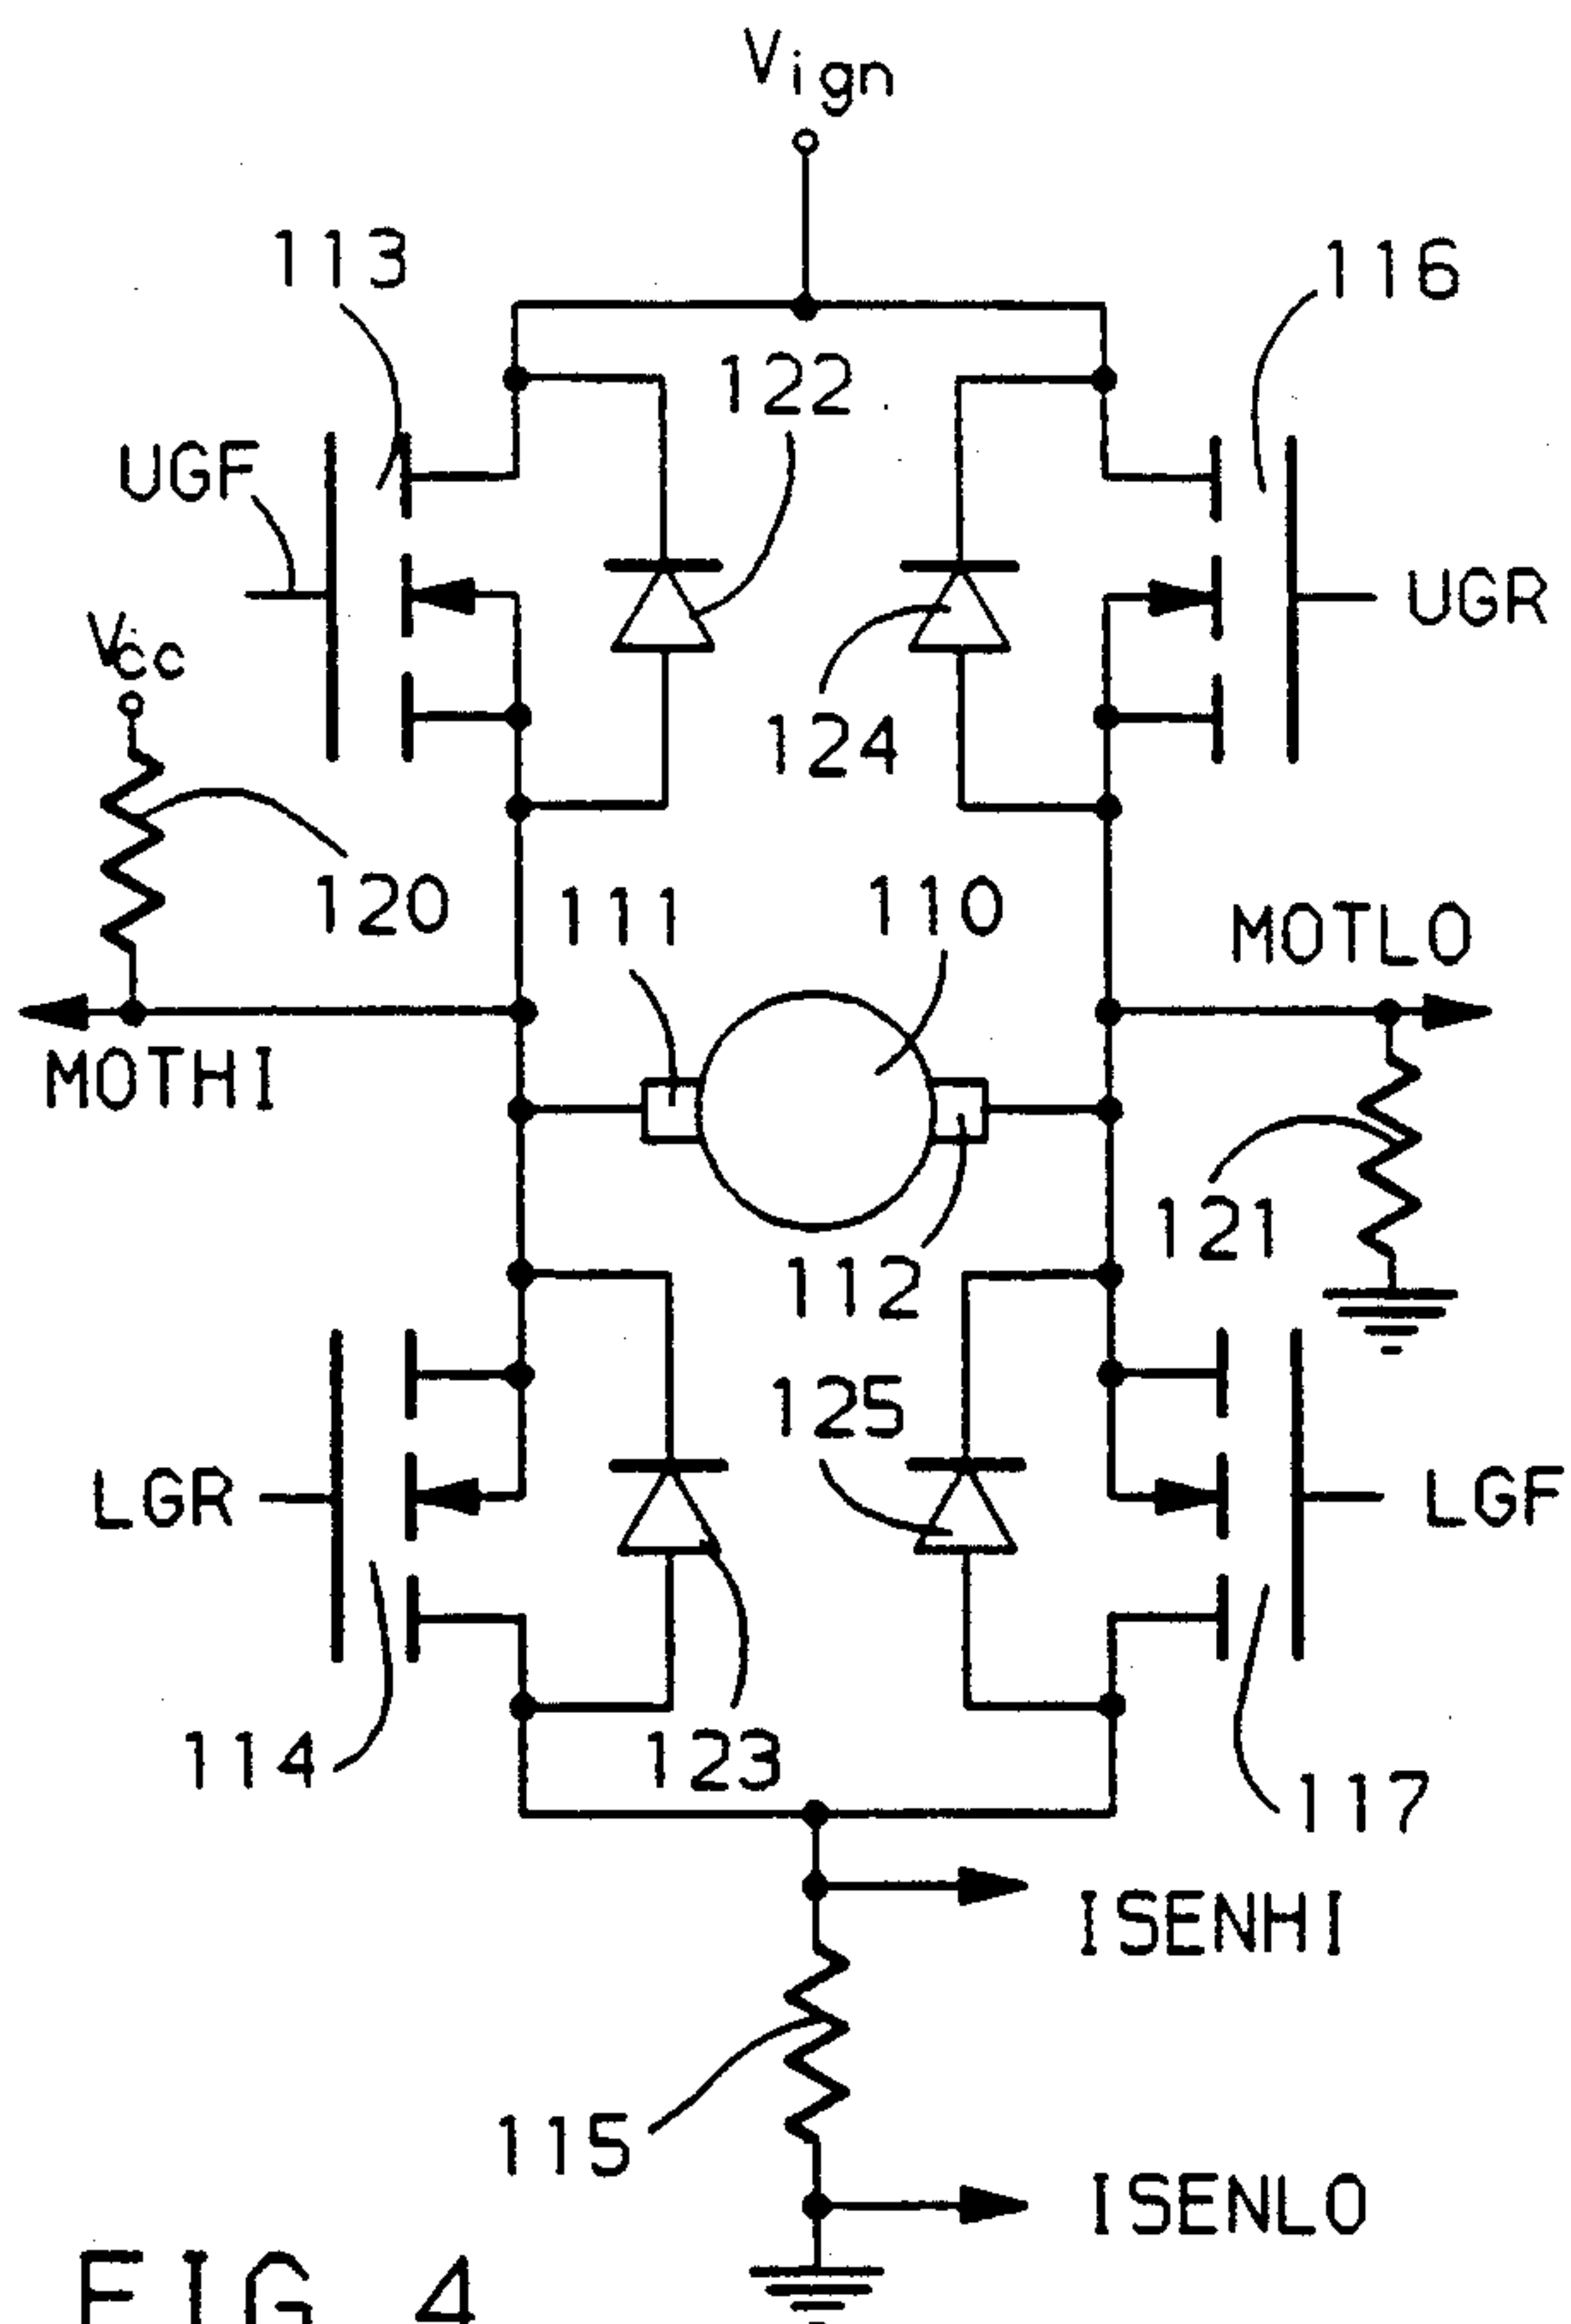 Vign
113
116
122
UGF
UGR
Vcc
124
120
111
110
MOTLO
MOTHI
121
112
125
LGR
LGF
114
123
117
ISENHI
115
ISENLO
FIG 4